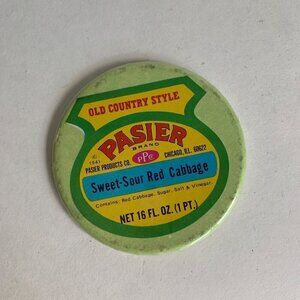 OLD COUNTRY STYLE
PASIER
BRAND
©
PPC
PASIER PRODUCTS CO. CHICAGO, ILL. 60622
Sweet-Sour Red Cabbage
Contains: Red Cabbage, Sugar, Salt & Vinegar
NET 16 FL. OZ. (1 PT.)